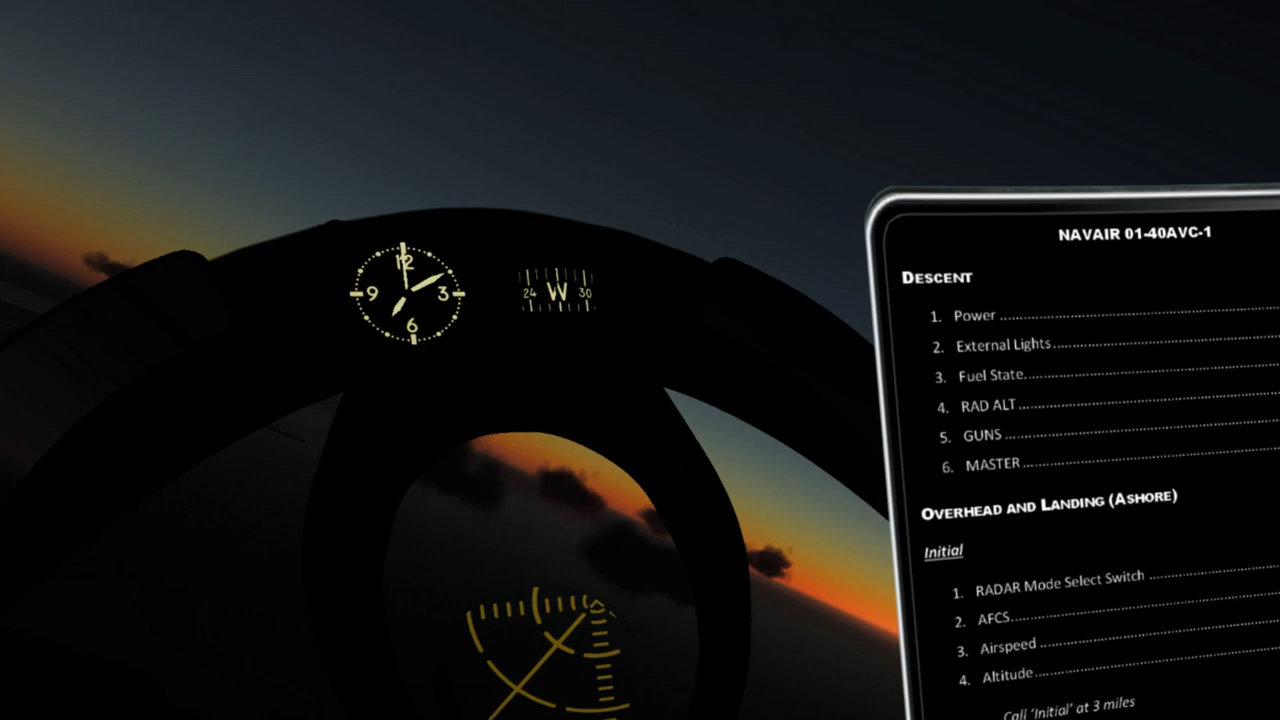 12
9 3
6
24 W 30
NAVAIR 01-40AVC-1
DESCENT
1. Power
2. External Lights
3. Fuel State
4. RAD ALT
5. GUNS
6. MASTER
OVERHEAD AND LANDING (ASHORE)
Initial
1. RADAR Mode Select Switch
2. AFCS
3. Airspeed
4. Altitude
Call ‘Initial’ at 3 miles